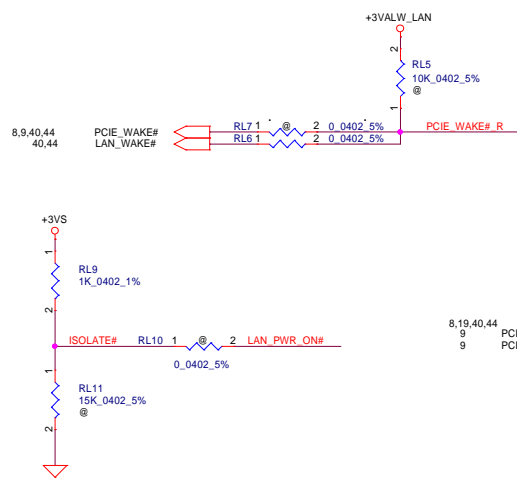 +3VALW_LAN
2
RL5
10K_0402_5%
@
1
8,9,40,44 PCIE_WAKE# RL7 1 @ 2 0_0402_5% PCIE_WAKE#_R
40,44 LAN_WAKE# RL6 1 2 0_0402_5%
+3VS
1
RL9
1K_0402_1%
2
ISOLATE# RL10 1 @ 2 LAN_PWR_ON#
0_0402_5%
1
RL11
15K_0402_5%
@
2
8,19,40,44
9 PCI
9 PCI